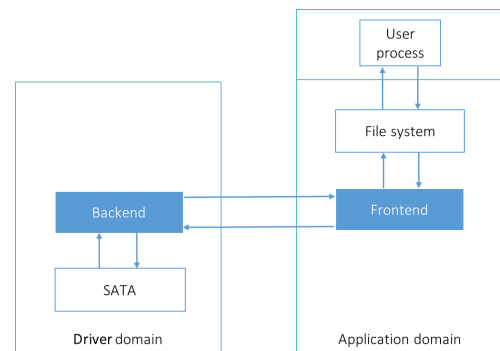 User
process
File system
Backend
Frontend
SATA
Driver domain
Application domain